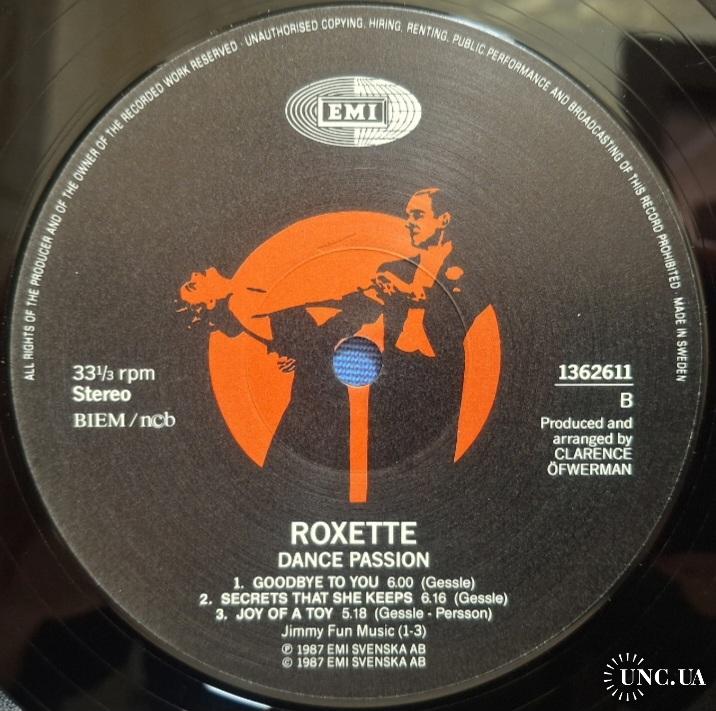 ALL RIGHTS OF THE PRODUCER AND OF THE OWNER OF THE RECORDED WORK RESERVED · UNAUTHORISED COPYING, HIRING, RENTING, PUBLIC PERFORMANCE AND BROADCASTING OF THIS RECORD PROHIBITED · MADE IN SWEDEN
EMI
33 1/3 rpm
Stereo
BIEM / ncb
1362611
B
Produced and
arranged by
CLARENCE
ÖFWERMAN
ROXETTE
DANCE PASSION
1. GOODBYE TO YOU 6.00 (Gessle)
2. SECRETS THAT SHE KEEPS 6.16 (Gessle)
3. JOY OF A TOY 5.18 (Gessle - Persson)
Jimmy Fun Music (1-3)
℗ 1987 EMI SVENSKA AB
© 1987 EMI SVENSKA AB
UNC.UA